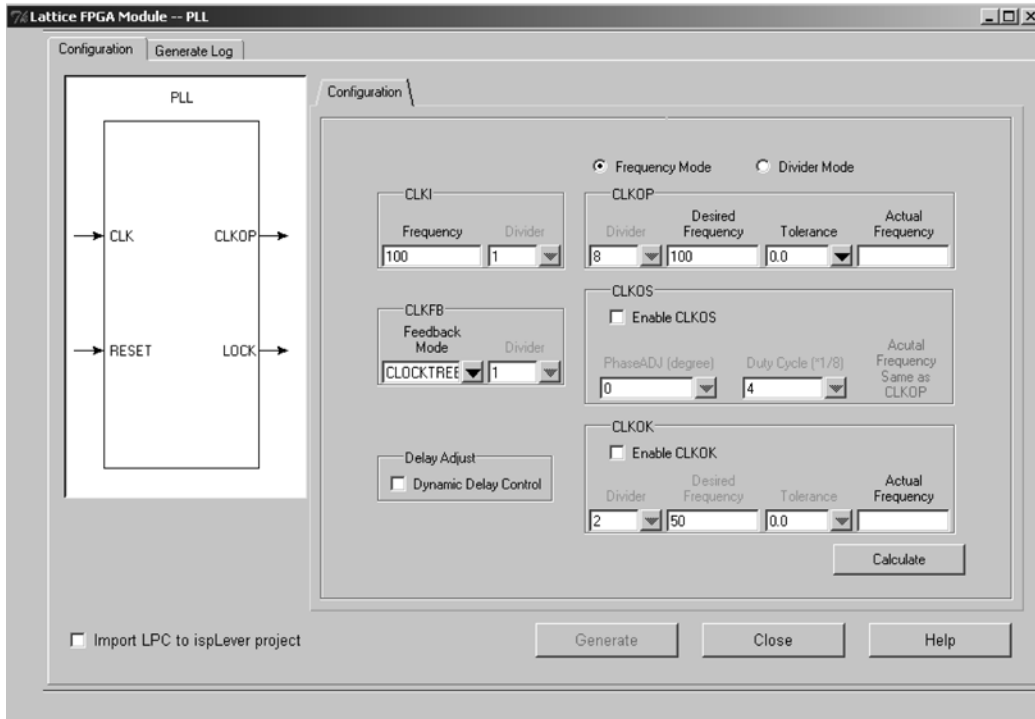 Lattice FPGA Module -- PLL
Configuration
Generate Log
PLL
CLK
CLKOP
RESET
LOCK
Configuration
Frequency Mode
Divider Mode
CLKI
Frequency
Divider
100
1
CLKOP
Divider
Desired
Frequency
Tolerance
Actual
Frequency
8
100
0.0
CLKFB
Feedback
Mode
Divider
CLOCKTREE
1
CLKOS
Enable CLKOS
PhaseADJ (degree)
Duty Cycle (*1/8)
Acutal
Frequency
Same as
CLKOP
0
4
Delay Adjust
Dynamic Delay Control
CLKOK
Enable CLKOK
Divider
Desired
Frequency
Tolerance
Actual
Frequency
2
50
0.0
Calculate
Import LPC to ispLever project
Generate
Close
Help